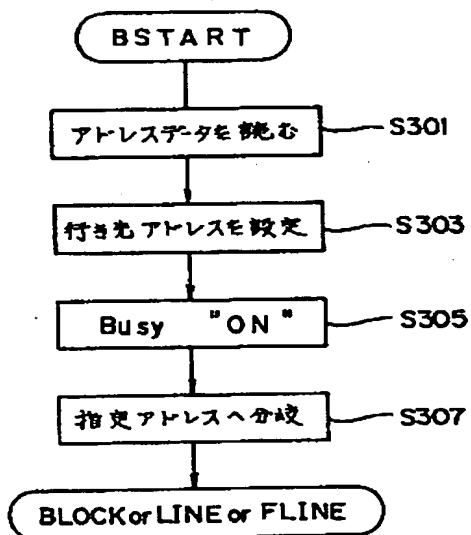 BSTART
アドレスデータを読む
S301
行き先アドレスを設定
S303
Busy "ON"
S305
指定アドレスへ分岐
S307
BLOCK or LINE or FLINE